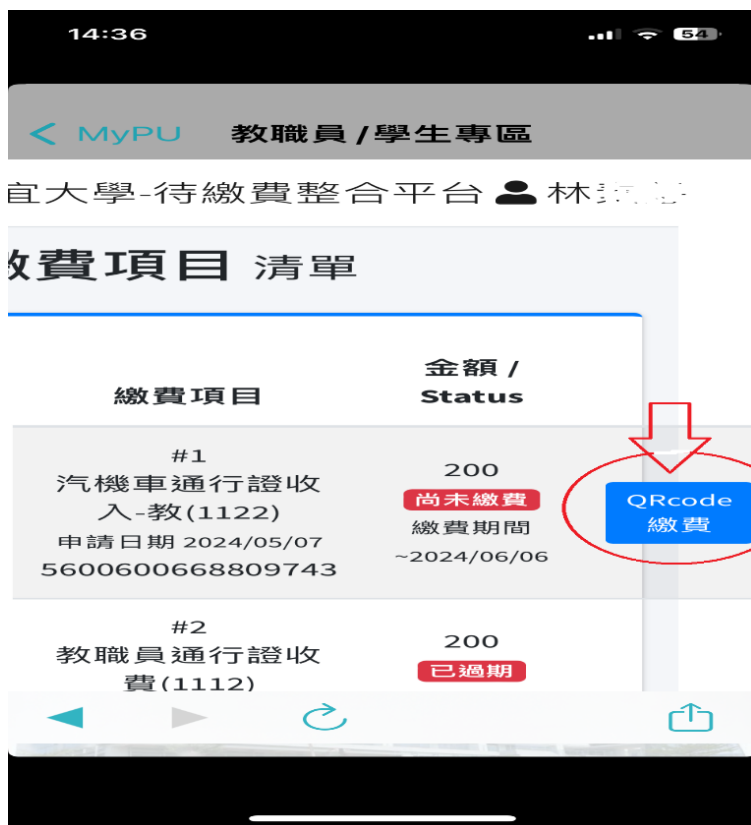 14:36
54
MyPU 教職員/學生專區
宜大學-待繳費整合平台 林
費項目 清單
繳費項目
金額 /
Status
#1
汽機車通行證收
入-教(1122)
申請日期 2024/05/07
5600600668809743
200
尚未繳費
繳費期間
~2024/06/06
QRcode
繳費
#2
教職員通行證收
費(1112)
200
已過期